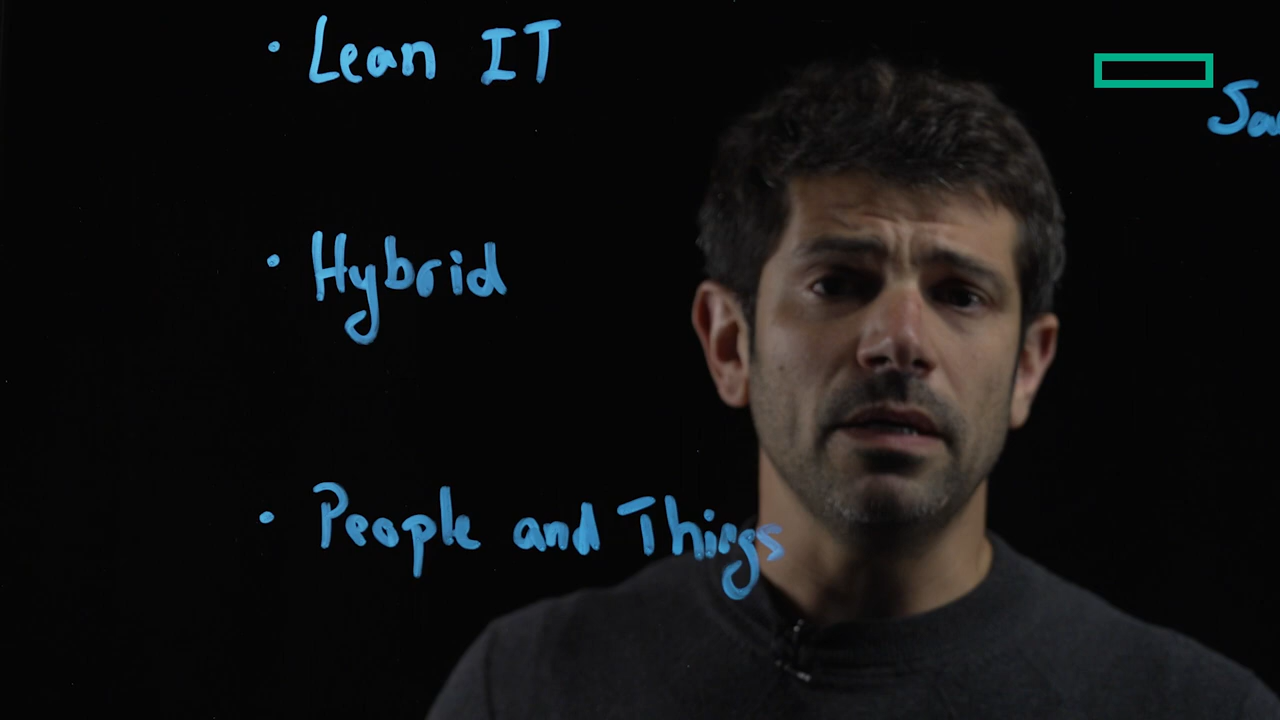 • Lean IT
• Hybrid
• People and Things